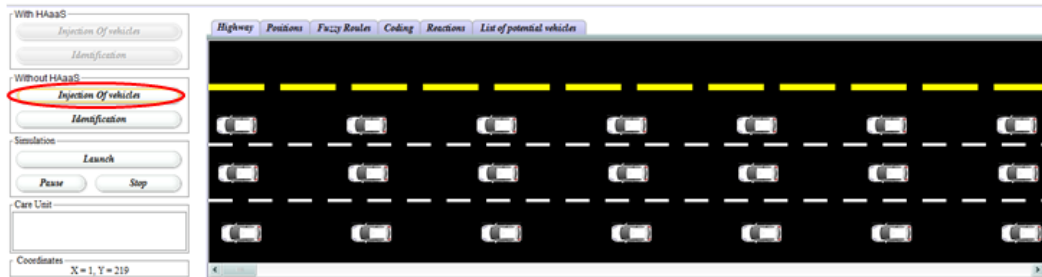 With HAaaS
Injection Of vehicles
Identification
Without HAaaS
Injection Of vehicles
Identification
Simulation
Launch
Pause Stop
Care Unit
Coordinates
X = 1, Y = 219
Highway Positions Fuzzy Roules Coding Reactions List of potential vehicles